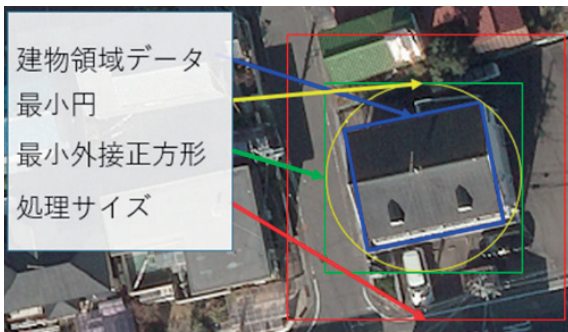 建物領域データ
最小円
最小外接正方形
処理サイズ